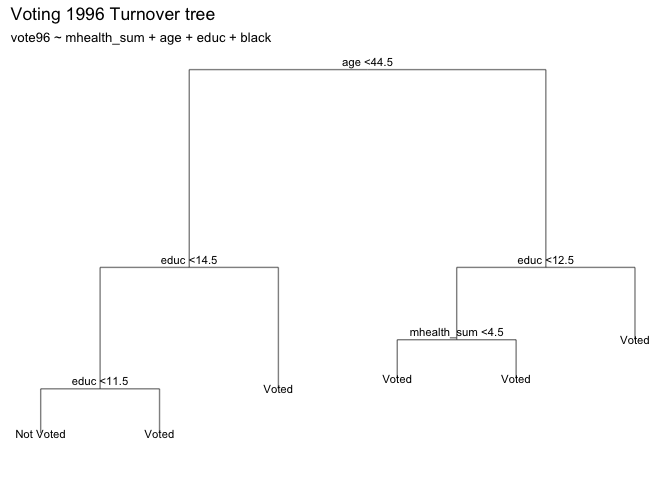 Voting 1996 Turnover tree
vote96 ~ mhealth_sum + age + educ + black
age <44.5
educ <14.5
educ <12.5
mhealth_sum <4.5
Voted
Voted
Voted
educ <11.5
Voted
Not Voted
Voted